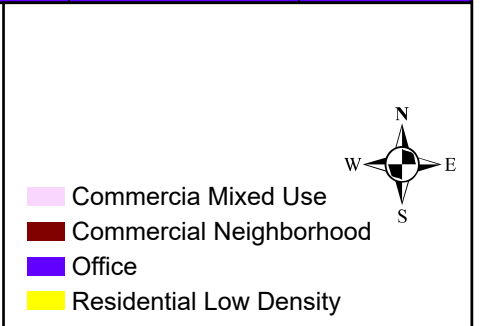 N
W E
S
Commercia Mixed Use
Commercial Neighborhood
Office
Residential Low Density